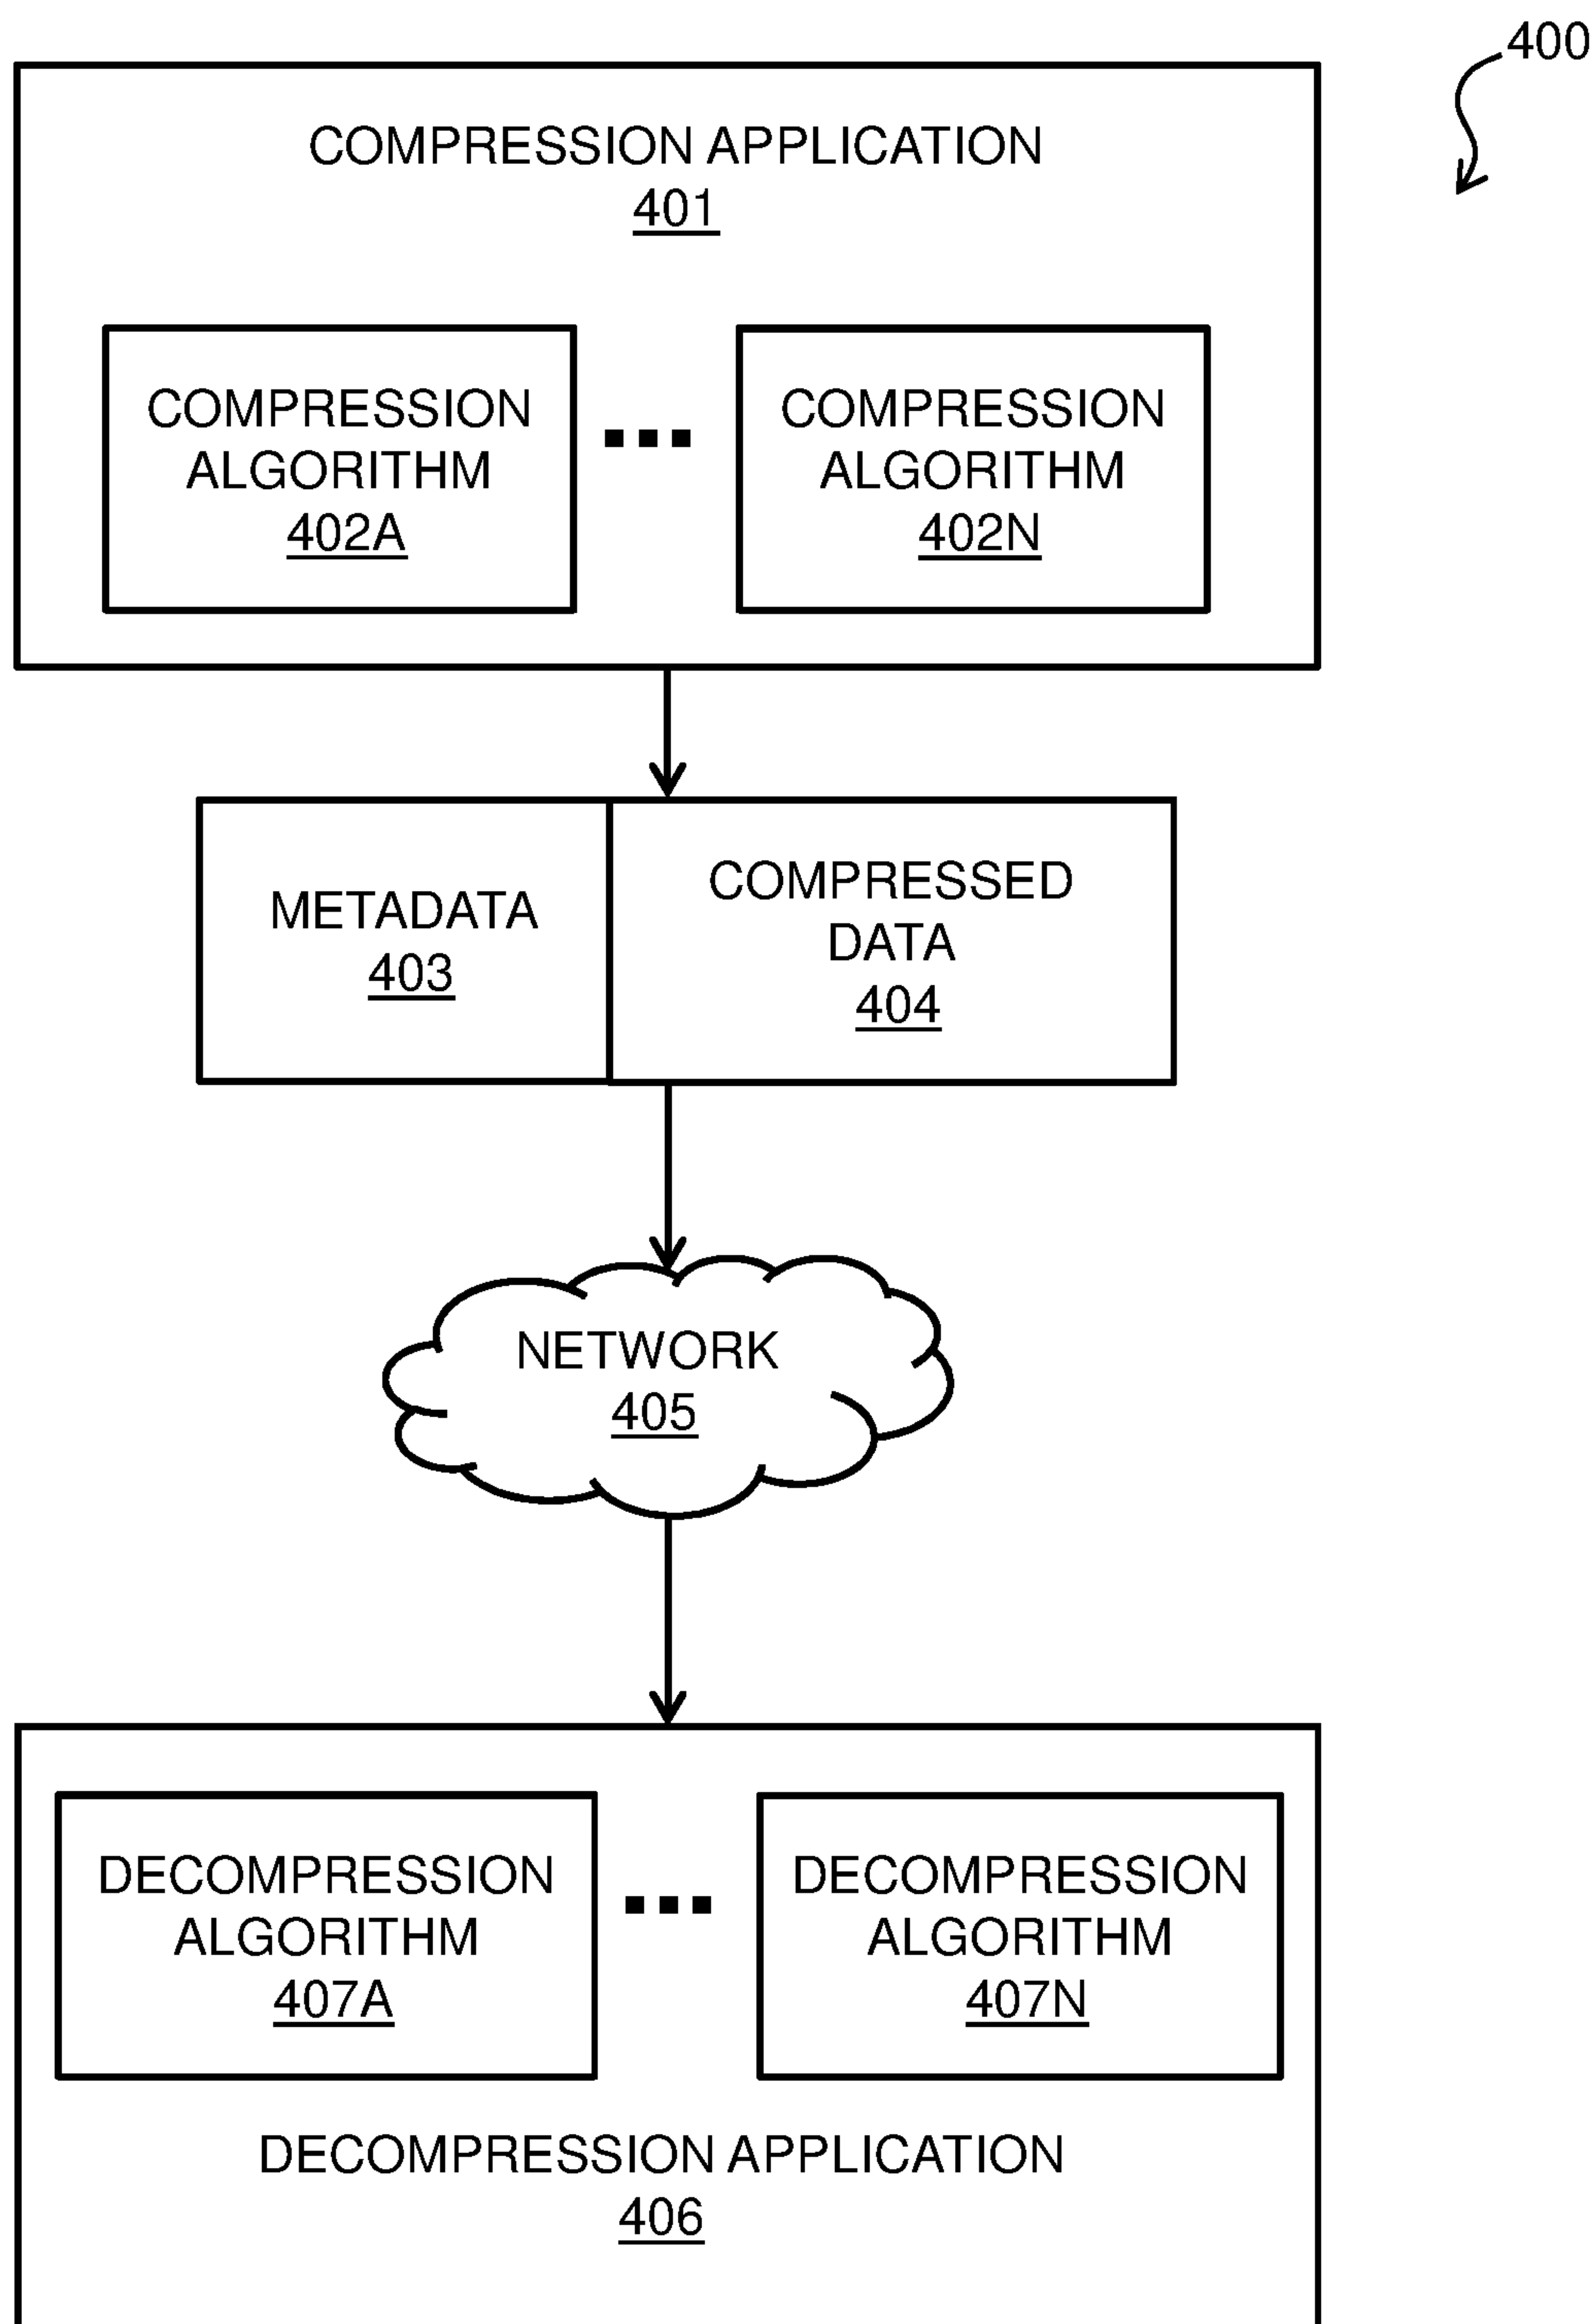 400
COMPRESSION APPLICATION
401
COMPRESSION
ALGORITHM
402A
COMPRESSION
ALGORITHM
402N
METADATA
403
COMPRESSED
DATA
404
NETWORK
405
DECOMPRESSION
ALGORITHM
407A
DECOMPRESSION
ALGORITHM
407N
DECOMPRESSION APPLICATION
406